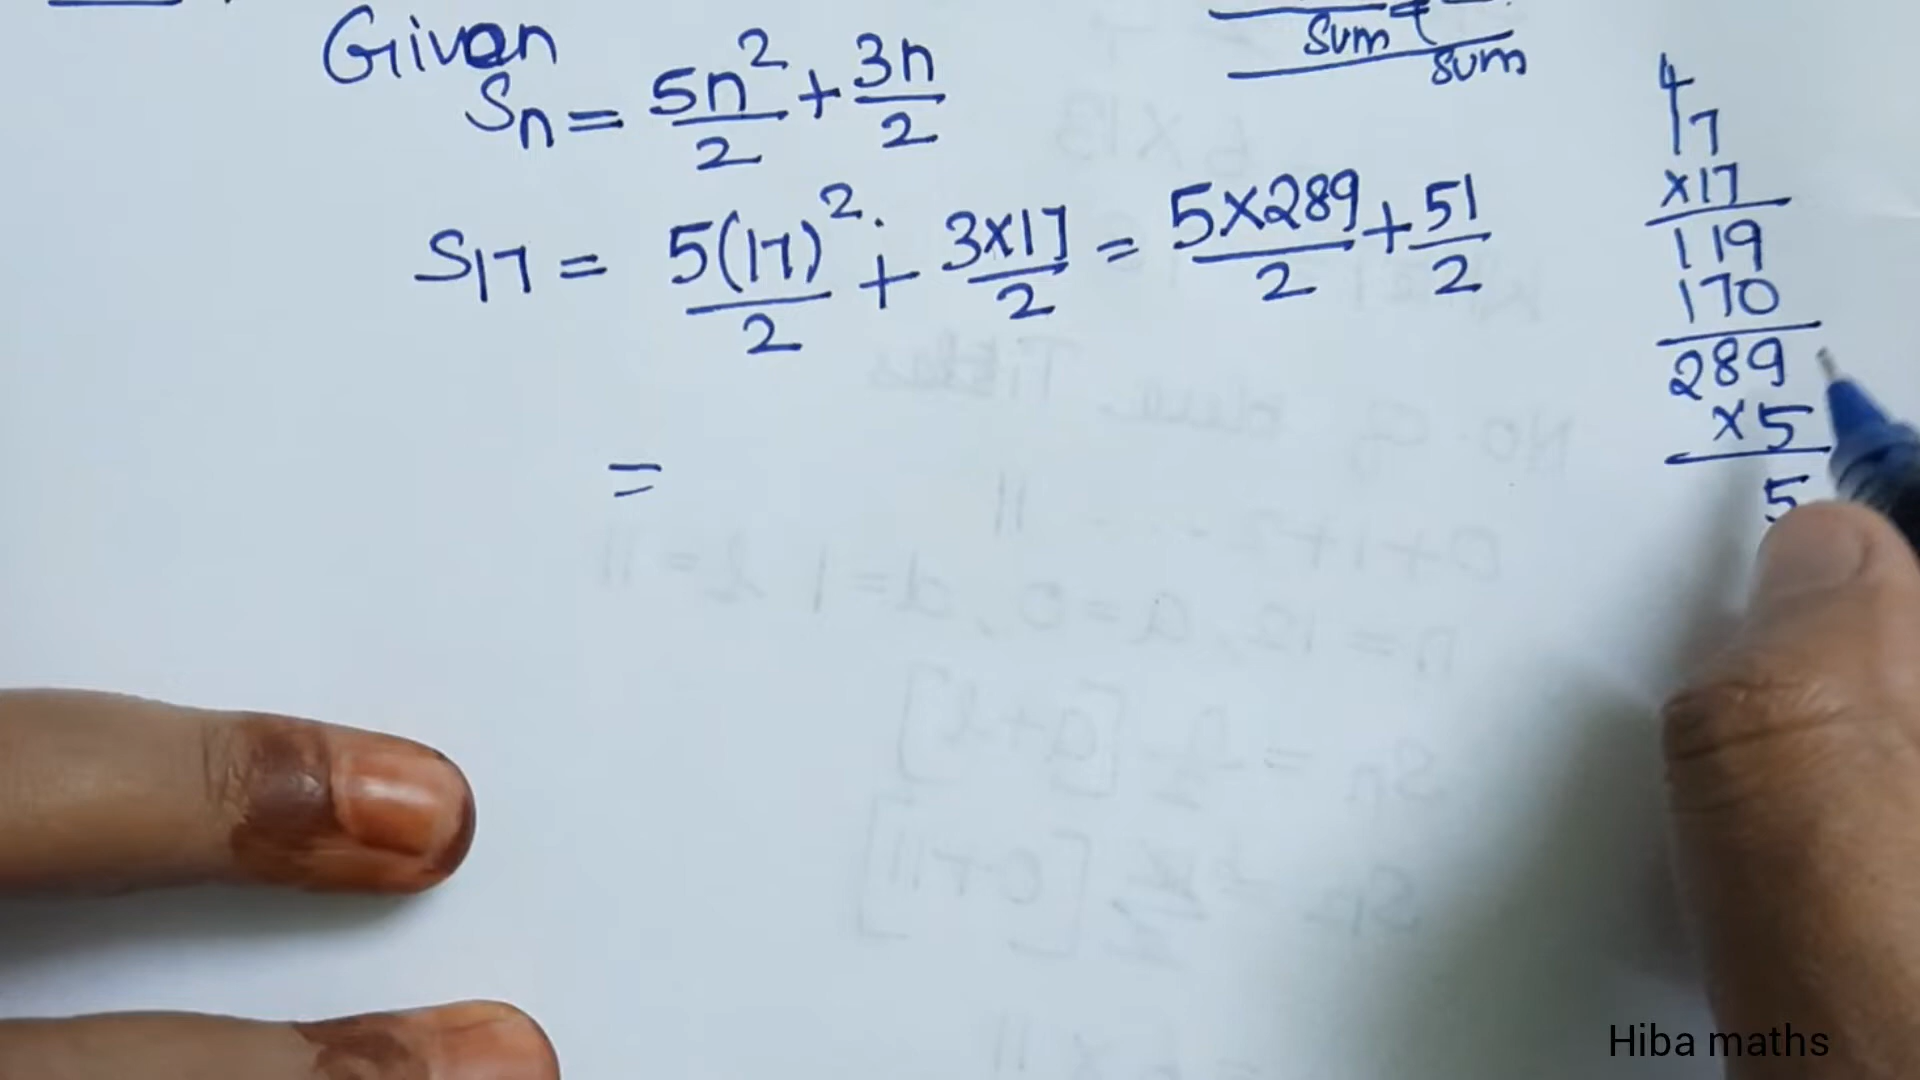 Given
Sn = 5n²/2 + 3n/2
S17 = 5(17)²/2 + 3×17/2 = 5×289/2 + 51/2
=
sum
sum
4
17
×17
119
170
289
×5
5
Hiba maths